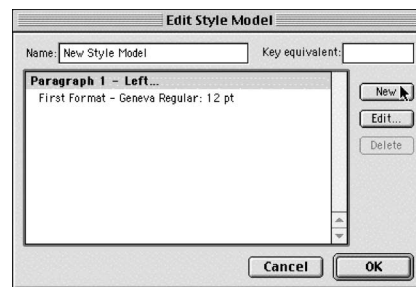 Edit Style Model
Name: New Style Model Key equivalent:
Paragraph 1 - Left...
First Format - Geneva Regular: 12 pt
New
Edit...
Delete
Cancel OK